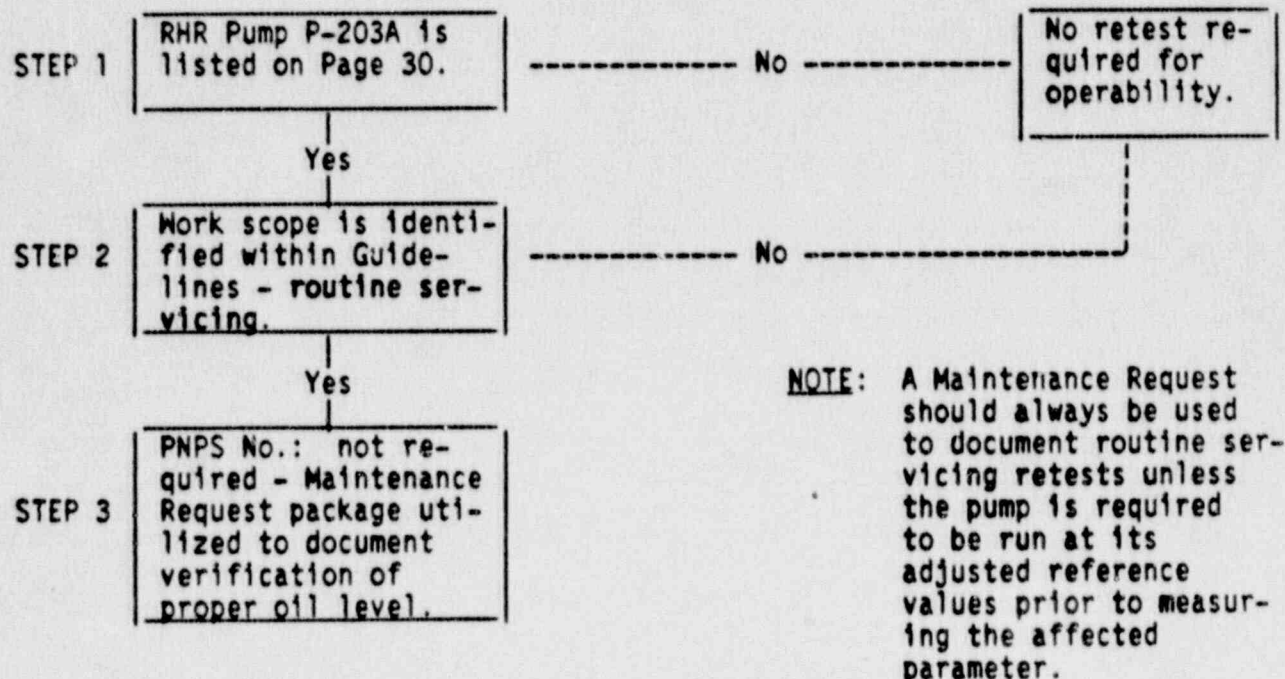 STEP 1
RHR Pump P-203A is
listed on Page 30.
No
No retest re-
quired for
operability.
Yes
STEP 2
Work scope is identi-
fied within Guide-
lines - routine ser-
vicing.
No
Yes
STEP 3
PNPS No.: not re-
quired - Maintenance
Request package uti-
lized to document
verification of
proper oil level.
NOTE: A Maintenance Request
should always be used
to document routine ser-
vicing retests unless
the pump is required
to be run at its
adjusted reference
values prior to measur-
ing the affected
parameter.